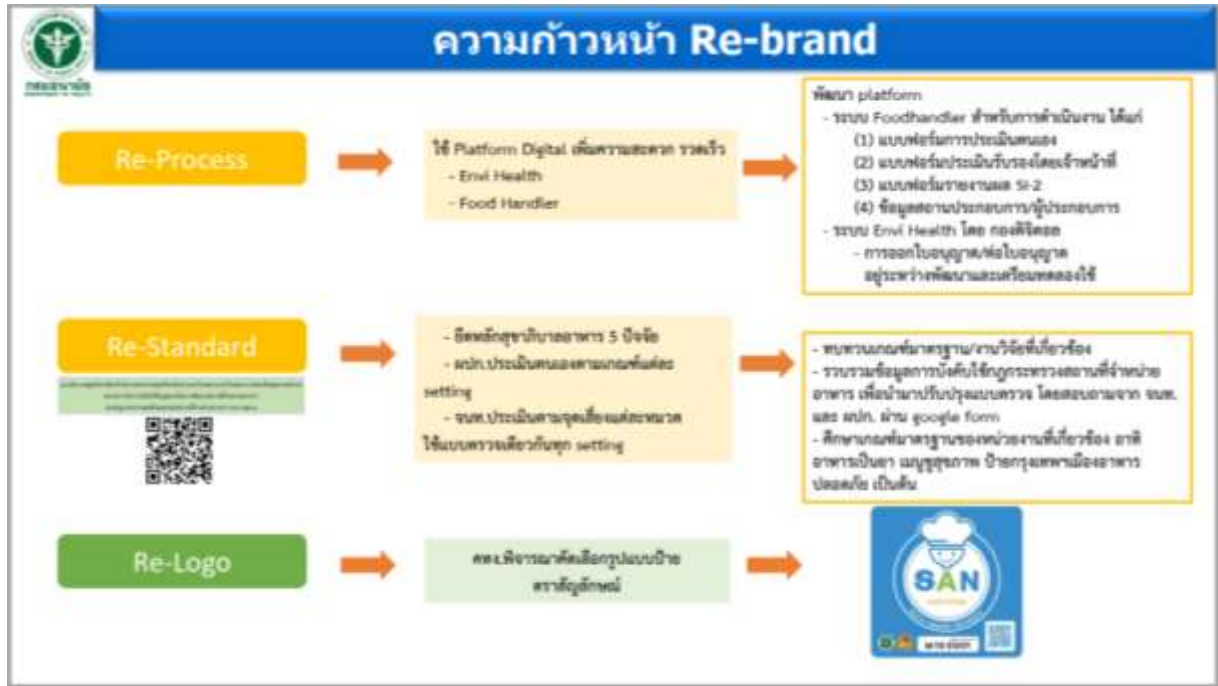 ความก้าวหน้า Re-brand
กรมอนามัย
Re-Process
ใช้ Platform Digital เพิ่มความสะดวก รวดเร็ว
- Envi Health
- Food Handler
พัฒนา platform
- ระบบ Foodhandler สำหรับการดำเนินงาน ได้แก่
(1) แบบฟอร์มการประเมินตนเอง
(2) แบบฟอร์มประเมินรับรองโดยเจ้าหน้าที่
(3) แบบฟอร์มรายงานผล SI-2
(4) ข้อมูลสถานประกอบการ/ผู้ประกอบการ
- ระบบ Envi Health โดย กองดิจิตอล
- การออกใบอนุญาต/ต่อใบอนุญาต
อยู่ระหว่างพัฒนาและเตรียมทดลองใช้
Re-Standard
- ยึดหลักสุขาภิบาลอาหาร 5 ปัจจัย
- ผปก.ประเมินตนเองตามเกณฑ์แต่ละ
setting
- จนท.ประเมินตามจุดเสี่ยงแต่ละหมวด
ใช้แบบตรวจเดียวกันทุก setting
- ทบทวนเกณฑ์มาตรฐาน/งานวิจัยที่เกี่ยวข้อง
- รวบรวมข้อมูลการบังคับใช้กฎกระทรวงสถานที่จำหน่าย
อาหาร เพื่อนำมาปรับปรุงแบบตรวจ โดยสอบถามจาก จนท.
และ ผปก. ผ่าน google form
- ศึกษาเกณฑ์มาตรฐานของหน่วยงานที่เกี่ยวข้อง อาทิ
อาหารเป็นยา เมนูชูสุขภาพ ป้ายกรุงเทพฯเมืองอาหาร
ปลอดภัย เป็นต้น
Re-Logo
คทง.พิจารณาคัดเลือกรูปแบบป้าย
ตราสัญลักษณ์
SAN